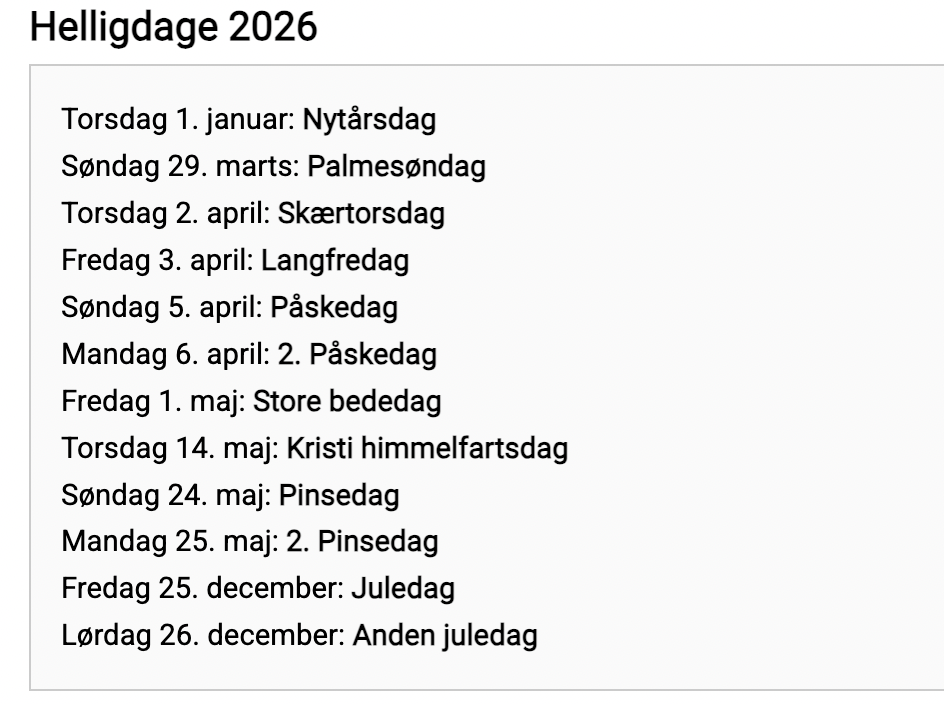 Helligdage 2026
Torsdag 1. januar: Nytårsdag
Søndag 29. marts: Palmesøndag
Torsdag 2. april: Skærtorsdag
Fredag 3. april: Langfredag
Søndag 5. april: Påskedag
Mandag 6. april: 2. Påskedag
Fredag 1. maj: Store bededag
Torsdag 14. maj: Kristi himmelfartsdag
Søndag 24. maj: Pinsedag
Mandag 25. maj: 2. Pinsedag
Fredag 25. december: Juledag
Lørdag 26. december: Anden juledag